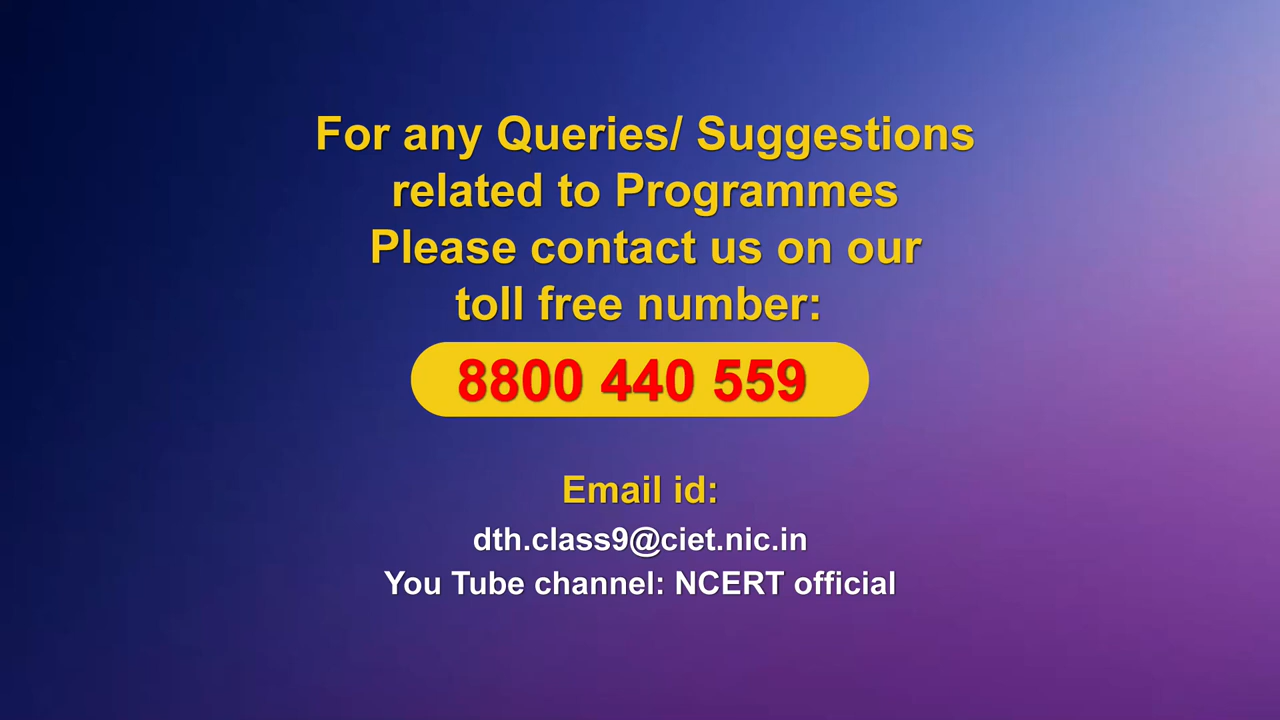 For any Queries/ Suggestions
related to Programmes
Please contact us on our
toll free number:
8800 440 559
Email id:
dth.class9@ciet.nic.in
You Tube channel: NCERT official